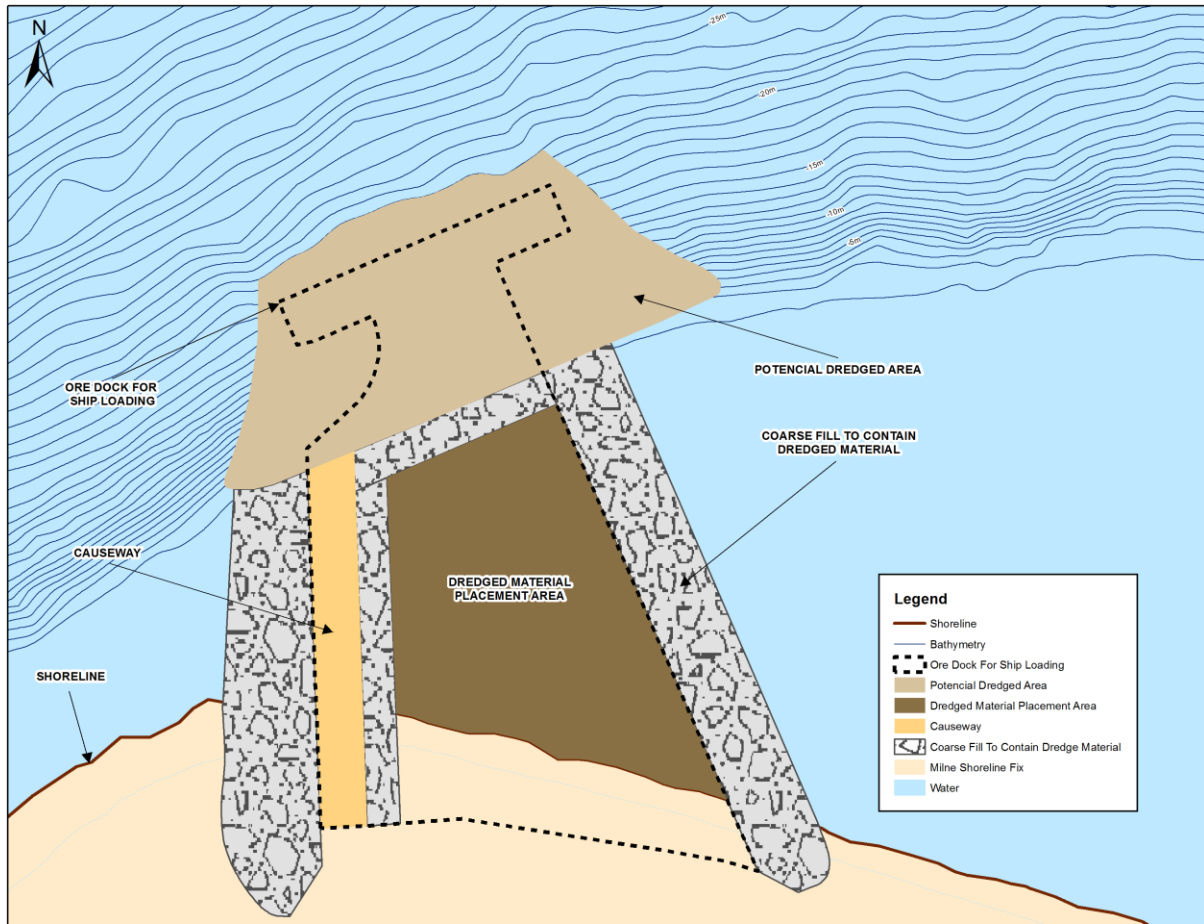 N
-25m
-20m
-15m
-10m
-5m
ORE DOCK FOR
SHIP LOADING
POTENCIAL DREDGED AREA
COARSE FILL TO CONTAIN
DREDGED MATERIAL
CAUSEWAY
DREDGED MATERIAL
PLACEMENT AREA
SHORELINE
Legend
Shoreline
Bathymetry
Ore Dock For Ship Loading
Potencial Dredged Area
Dredged Material Placement Area
Causeway
Coarse Fill To Contain Dredge Material
Milne Shoreline Fix
Water